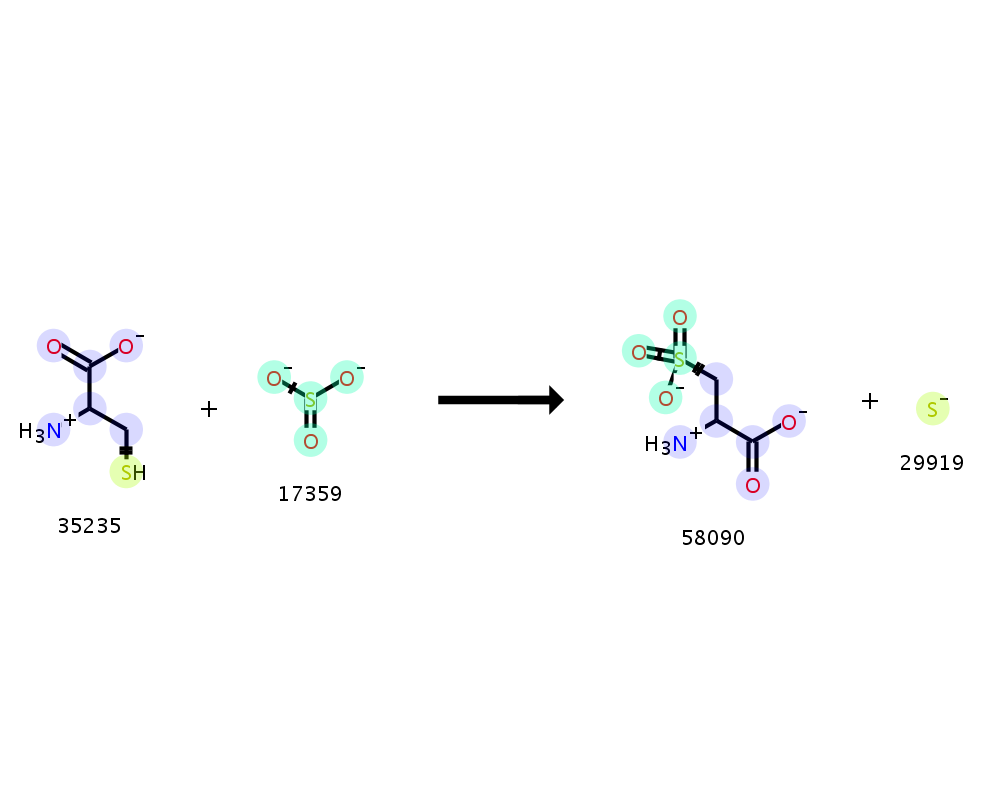 O O⁻ H₃N⁺ SH
35235
+
O⁻ S O⁻ O
17359
O O S O⁻ H₃N⁺ O⁻ O
58090
+
S⁻
29919